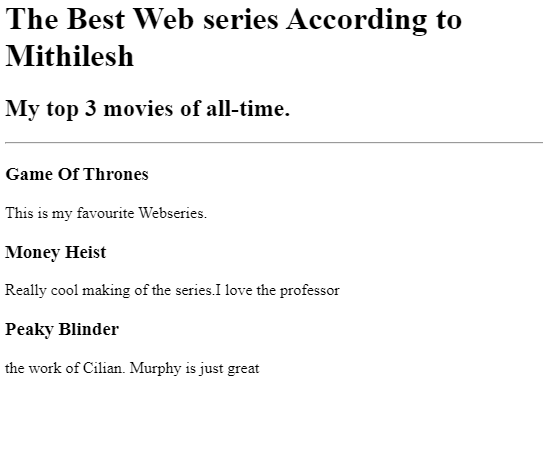 The Best Web series According to
Mithilesh
My top 3 movies of all-time.
Game Of Thrones
This is my favourite Webseries.
Money Heist
Really cool making of the series.I love the professor
Peaky Blinder
the work of Cilian. Murphy is just great